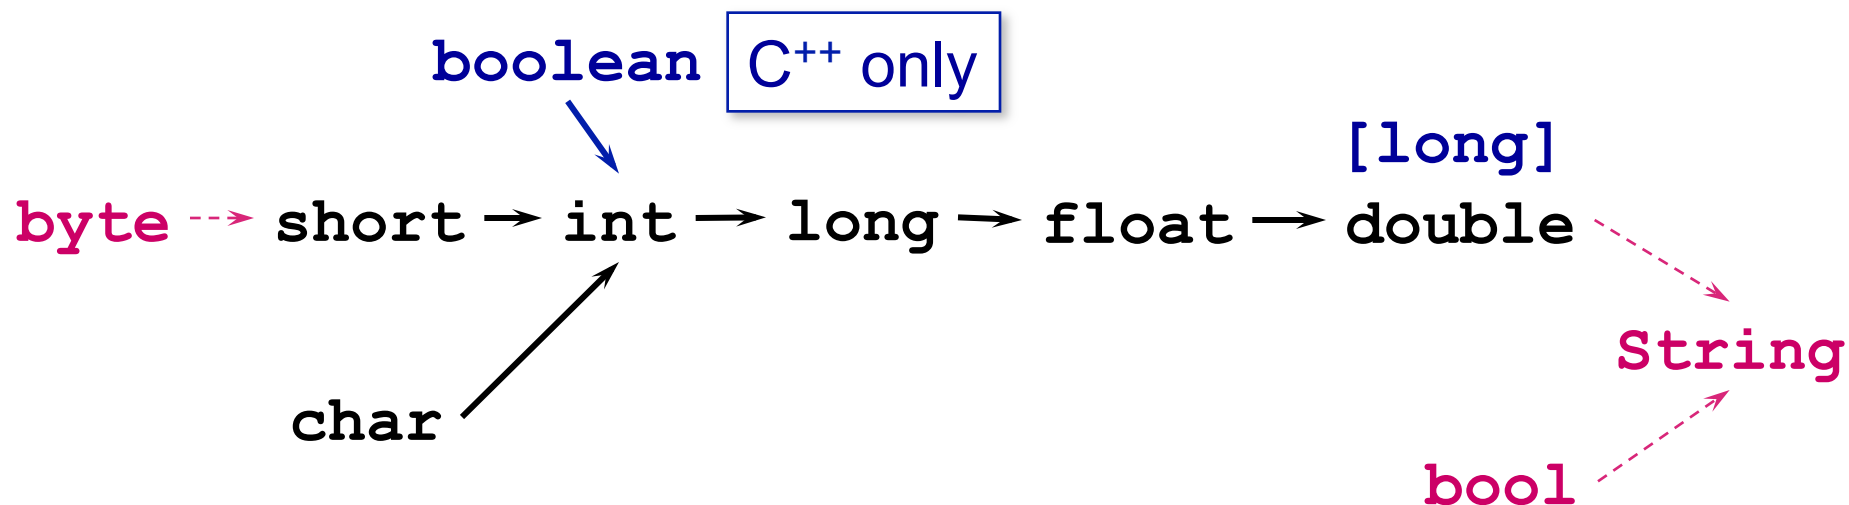 boolean C++ only
[long]
byte short int long float double
String
char
bool